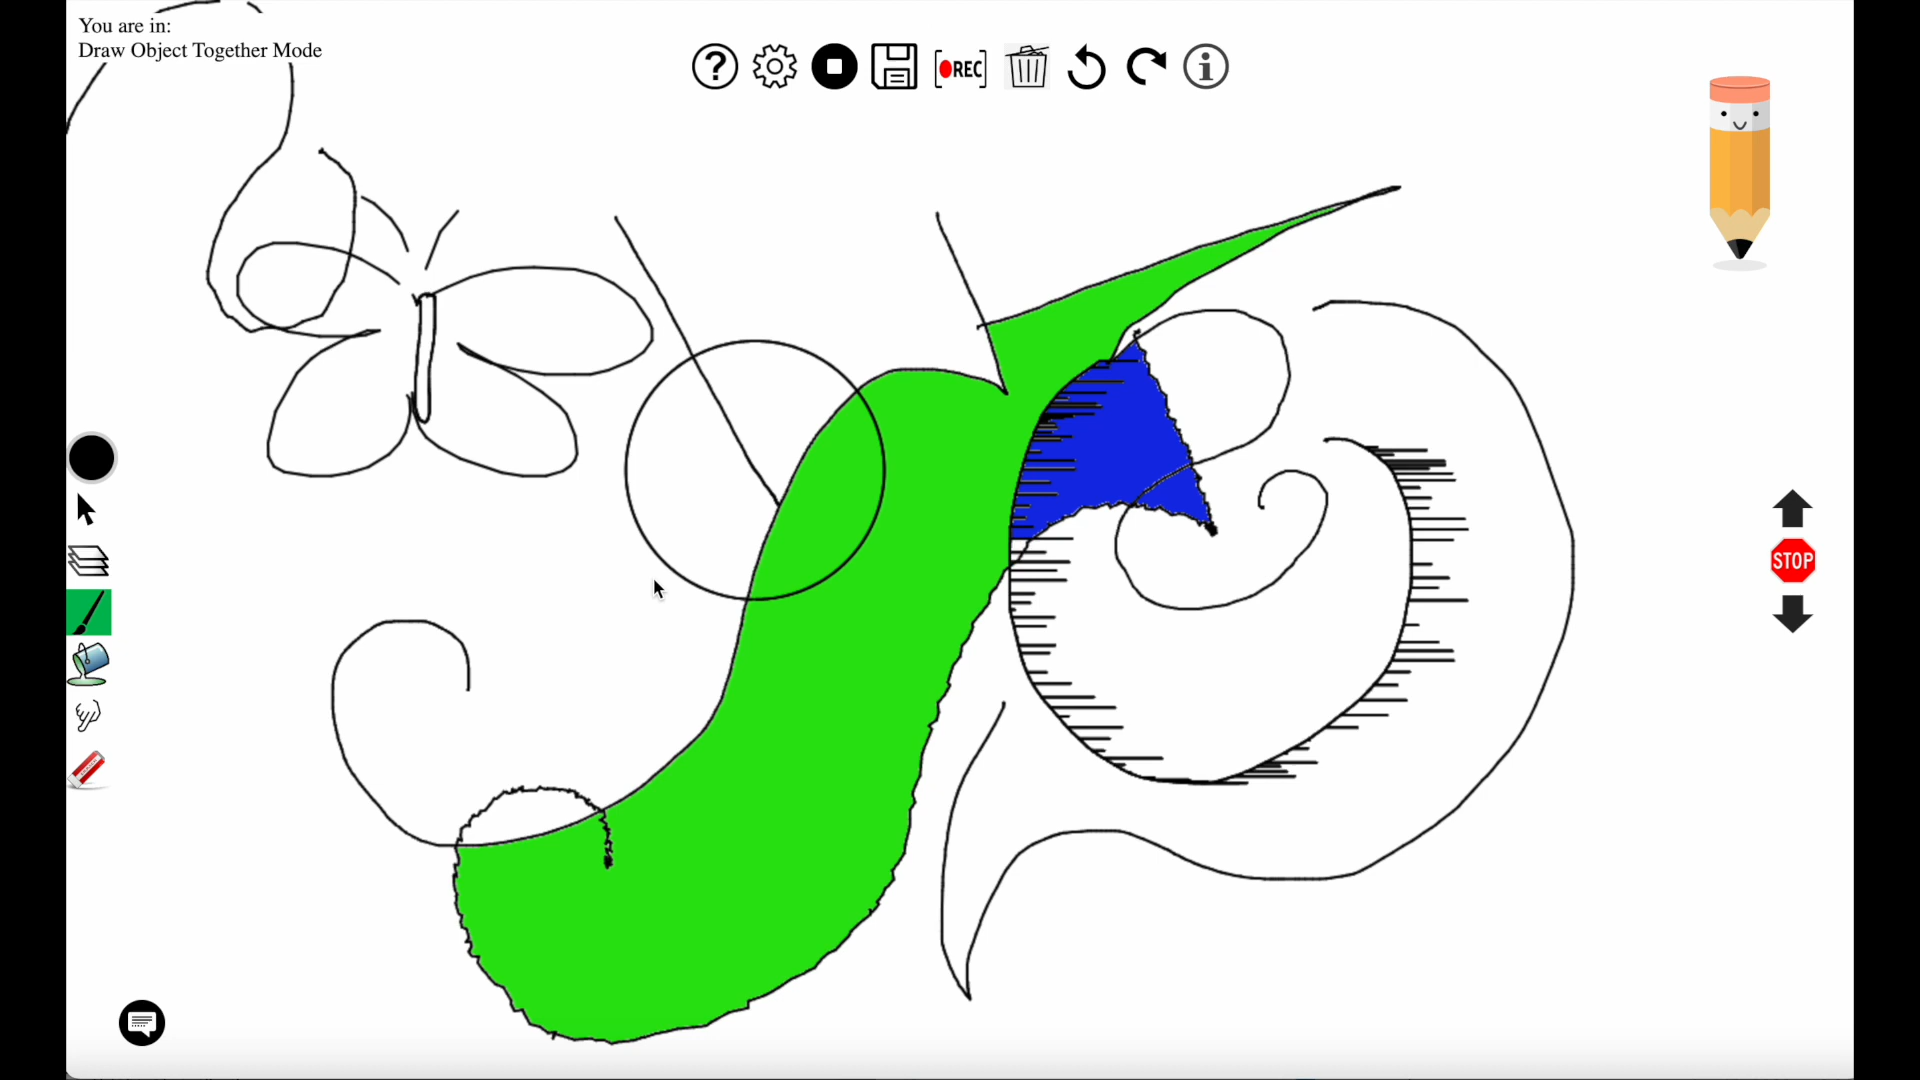 You are in:
Draw Object Together Mode
?
REC
i
STOP